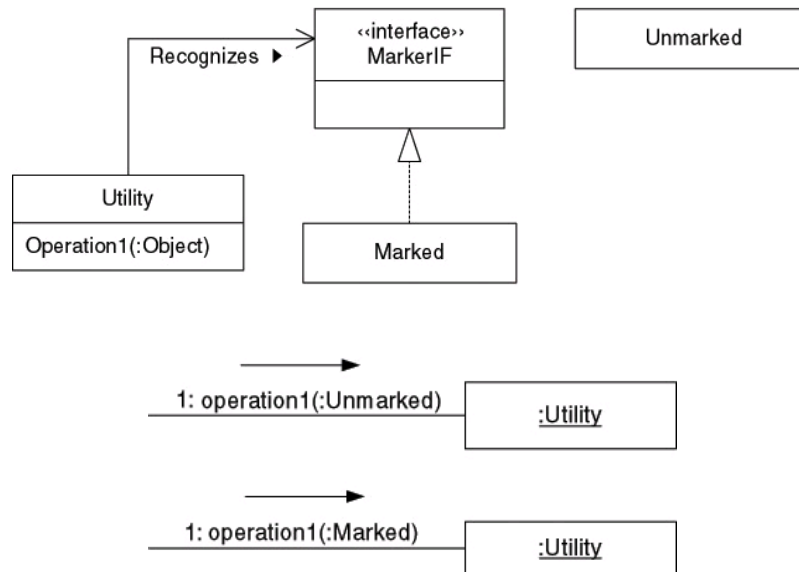 ‹‹interface››
MarkerIF
Unmarked
Recognizes ▶
Utility
Operation1(:Object)
Marked
1: operation1(:Unmarked)
:Utility
1: operation1(:Marked)
:Utility